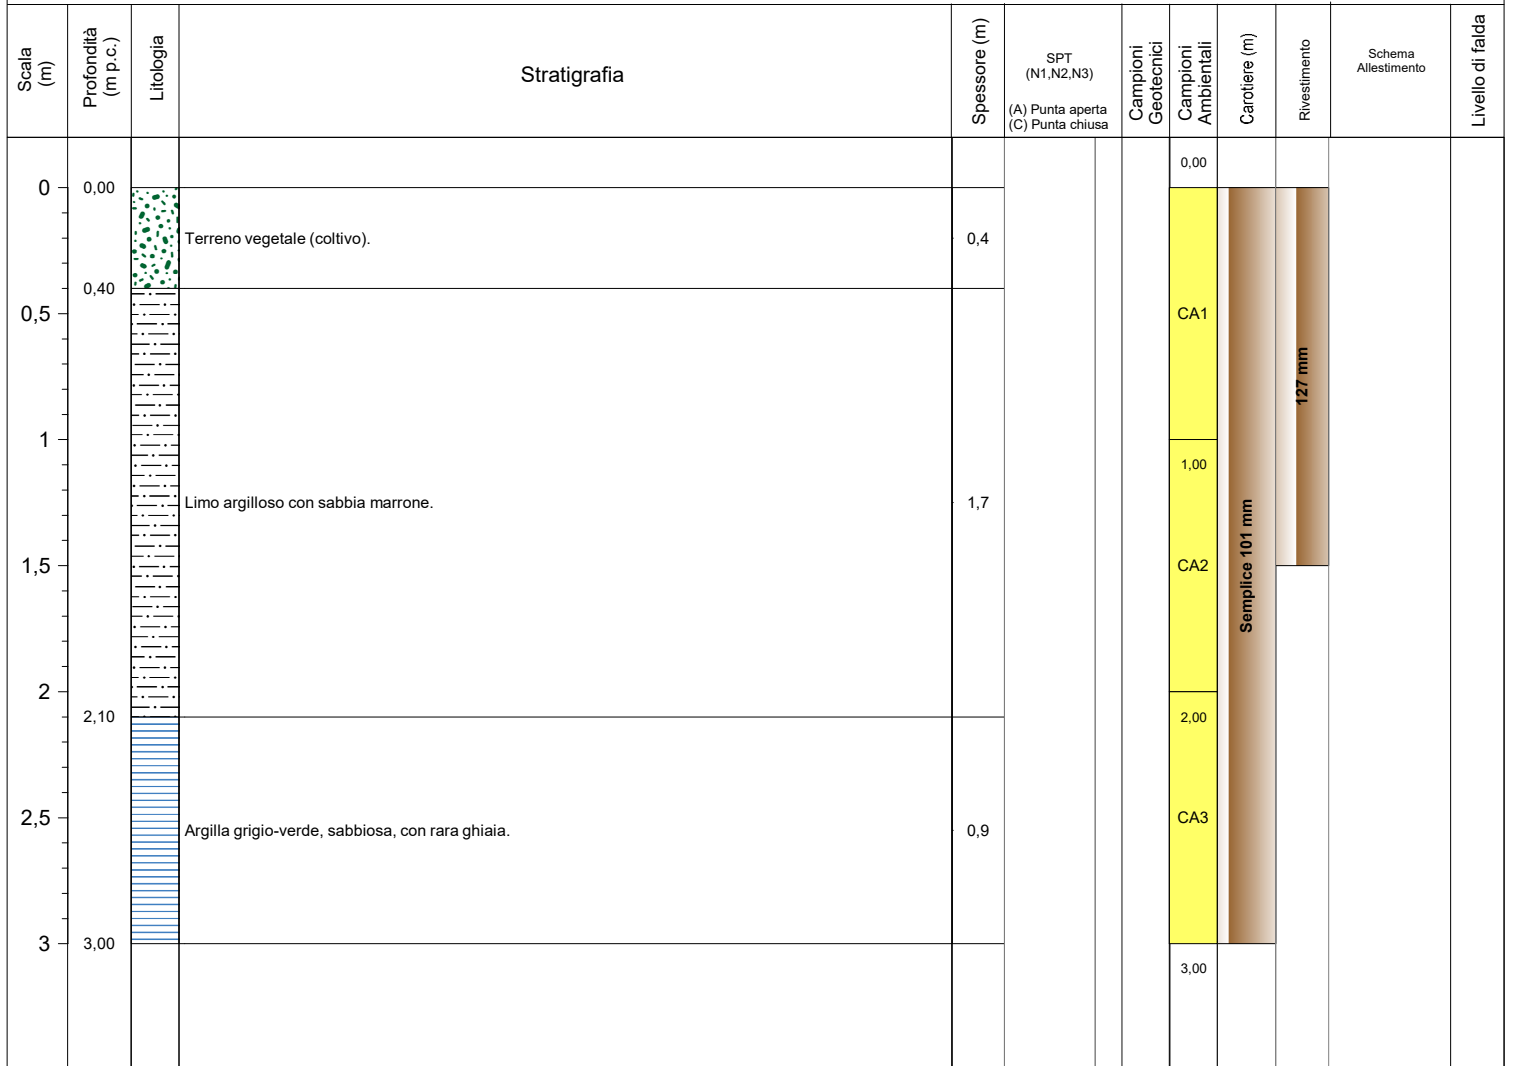 Scala
(m)
Profondità
(m p.c.)
Litologia
Stratigrafia
Spessore (m)
SPT
(N1,N2,N3)
(A) Punta aperta
(C) Punta chiusa
Campioni
Geotecnici
Campioni
Ambientali
Carotiere (m)
Rivestimento
Schema
Allestimento
Livello di falda
0,00
0
0,00
Terreno vegetale (coltivo).
0,4
0,40
0,5
CA1
127 mm
1
1,00
Limo argilloso con sabbia marrone.
1,7
1,5
CA2
Semplice 101 mm
2
2,10
2,00
2,5
CA3
Argilla grigio-verde, sabbiosa, con rara ghiaia.
0,9
3
3,00
3,00